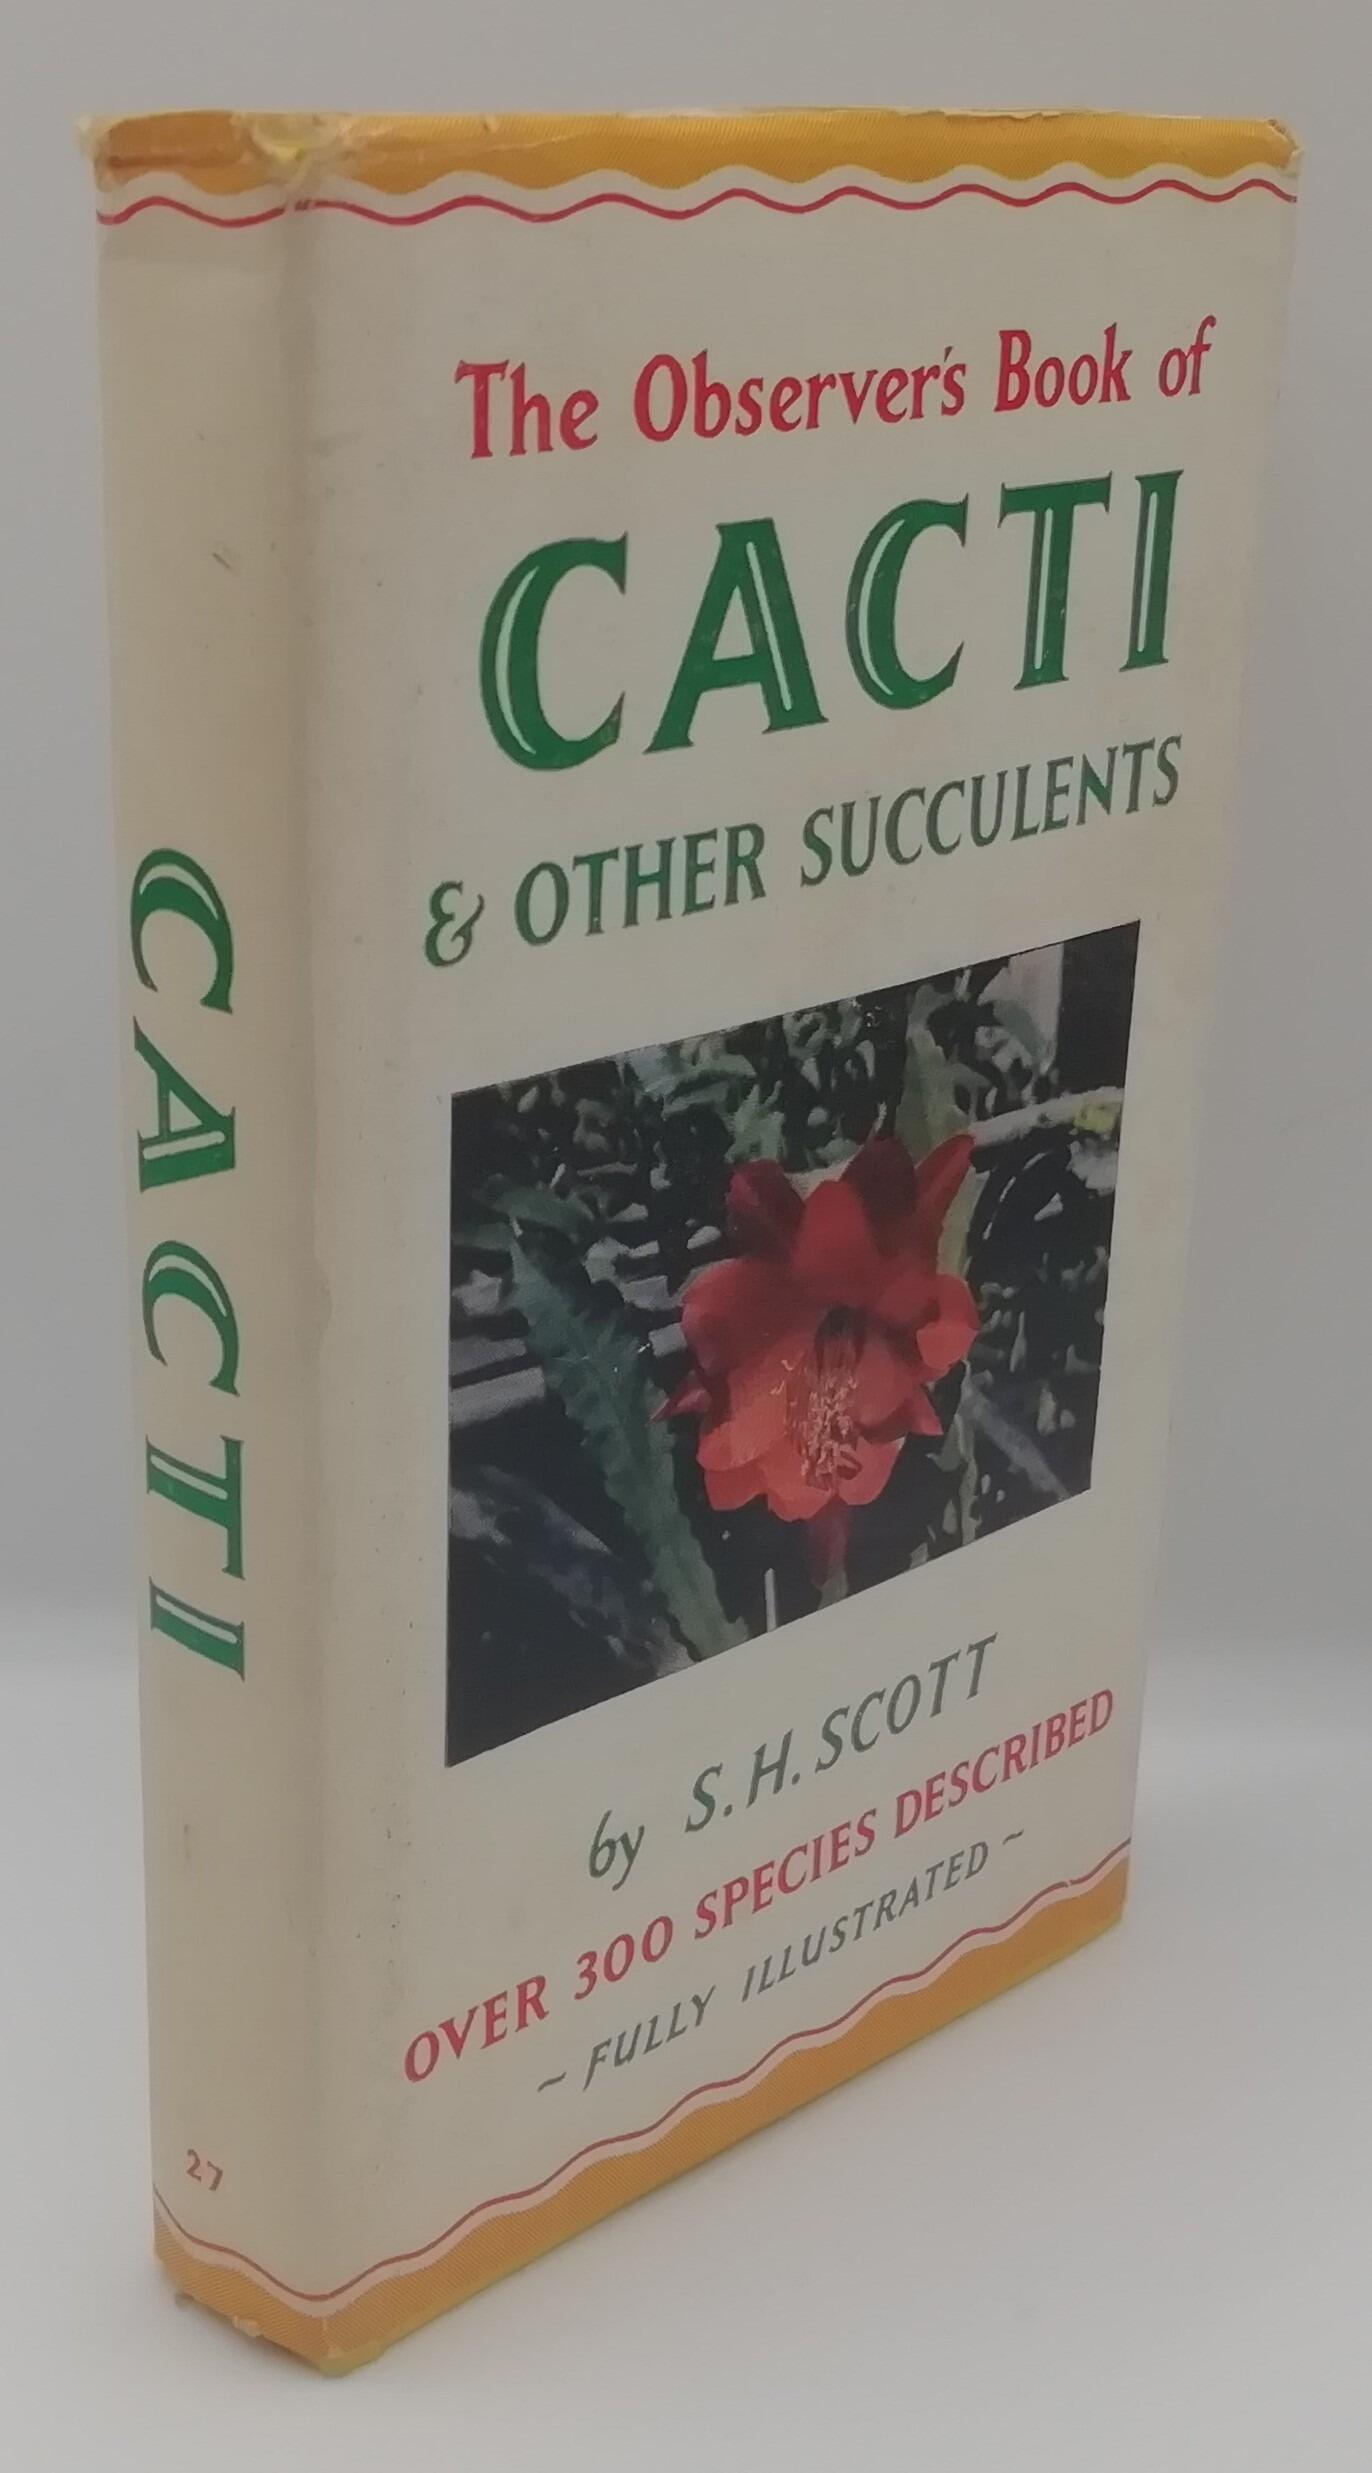 The Observer's Book of
CACTI
& OTHER SUCCULENTS
by S. H. SCOTT
OVER 300 SPECIES DESCRIBED
~ FULLY ILLUSTRATED ~
CACTI
27